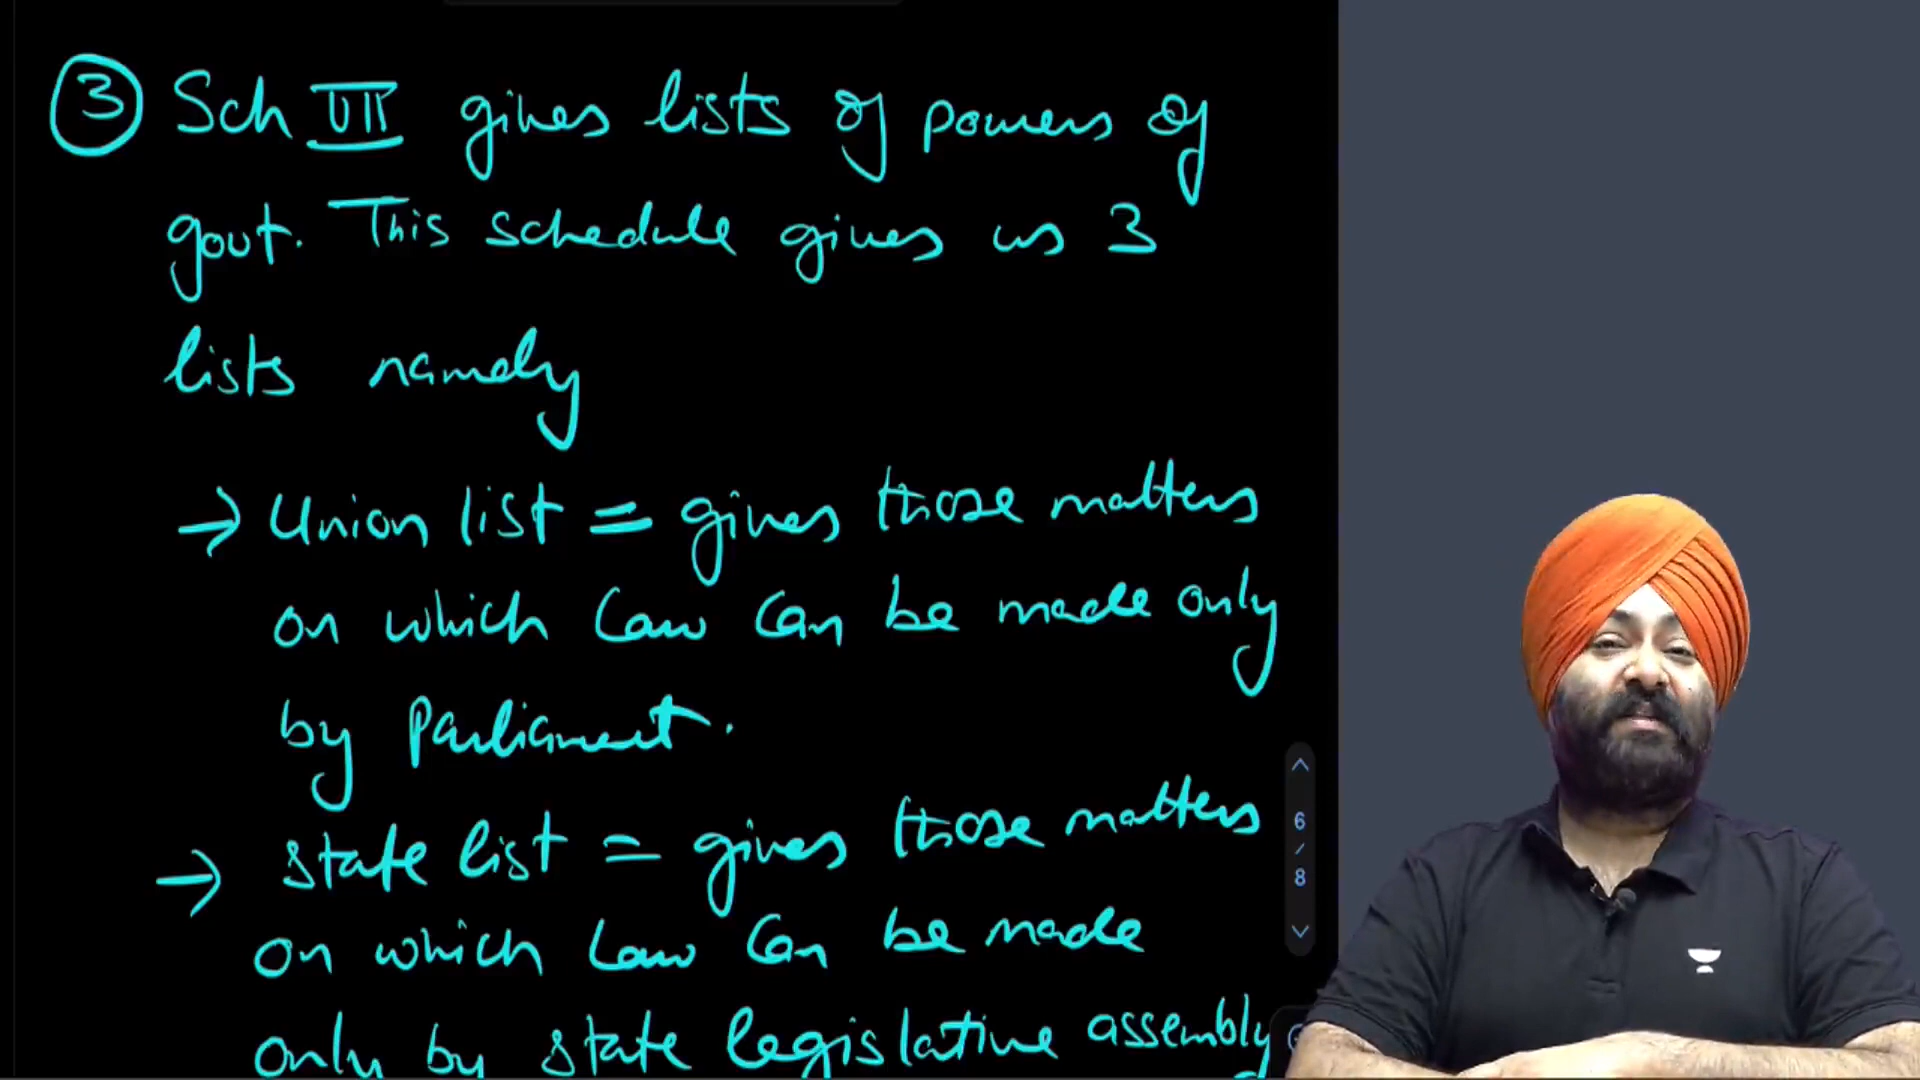 3 Sch VII gives lists of powers of
govt. This schedule gives us 3
lists namely
→ Union list = gives those matters
on which law can be made only
by Parliament.
→ State list = gives those matters
on which law can be made
only by state legislative assembly
6
/
8